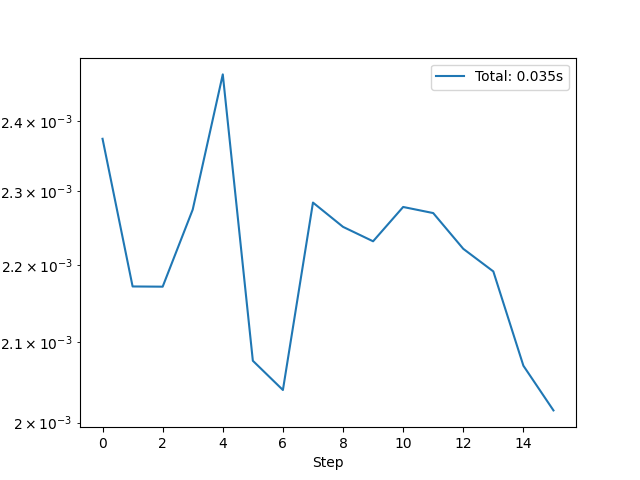 Total: 0.035s
2.4 × 10⁻³
2.3 × 10⁻³
2.2 × 10⁻³
2.1 × 10⁻³
2 × 10⁻³
0 2 4 6 8 10 12 14
Step